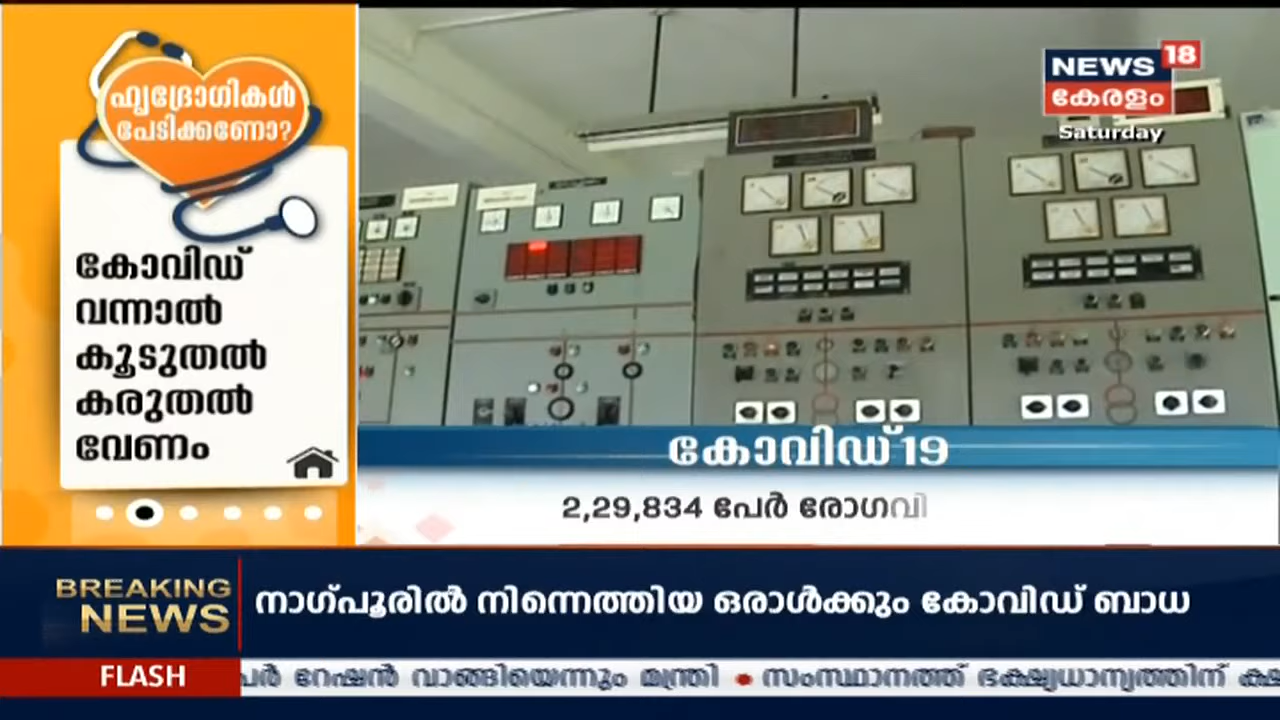 ഹൃദ്രോഗികൾ
പേടിക്കണോ?
കോവിഡ്
വന്നാൽ
കൂടുതൽ
കരുതൽ
വേണം
NEWS 18
കേരളം
Saturday
കോവിഡ് 19
2,29,834 പേർ രോഗവി
BREAKING
NEWS
നാഗ്പൂരിൽ നിന്നെത്തിയ ഒരാൾക്കും കോവിഡ് ബാധ
FLASH
പർ റേഷൻ വാങ്ങിയെന്നും മന്ത്രി • സംസ്ഥാനത്ത് ഭക്ഷ്യധാന്യത്തിന്